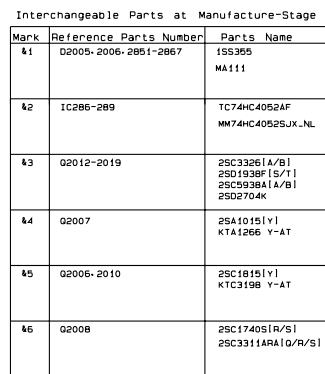 Interchangeable Parts at Manufacture-Stage
Mark Reference Parts Number Parts Name
&1 D2005,2006,2851-2867 1SS355
MA111
&2 IC286-289 TC74HC4052AF
MM74HC4052SJX-NL
&3 Q2012-2019 2SC3326[A/B]
2SD1938F[S/T]
2SC5938A[A/B]
2SD2704K
&4 Q2007 2SA1015[Y]
KTA1266 Y-AT
&5 Q2006,2010 2SC1815[Y]
KTC3198 Y-AT
&6 Q2008 2SC1740S[R/S]
2SC3311ARA[Q/R/S]